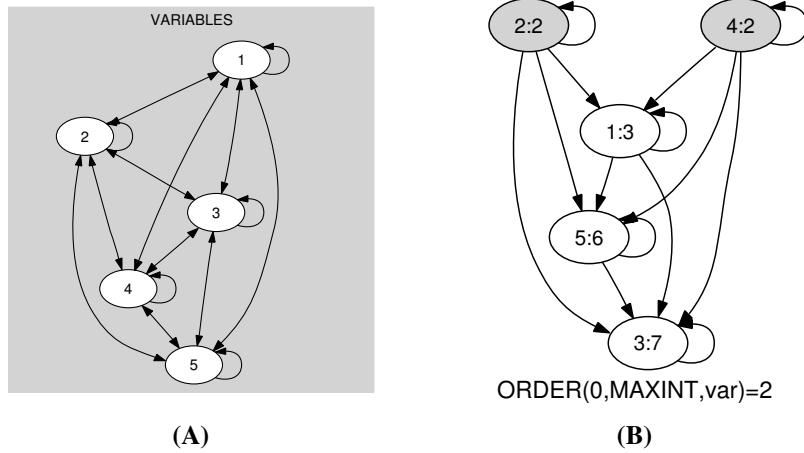 VARIABLES
1
2
3
4
5
(A)
2:2
4:2
1:3
5:6
3:7
ORDER(0,MAXINT,var)=2
(B)